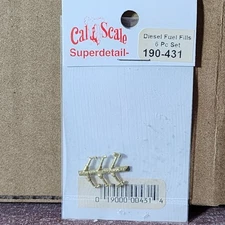 Cal Scale
Superdetail-
Diesel Fuel Fills
6 Pc Set
190-431
0 19000 00431 4